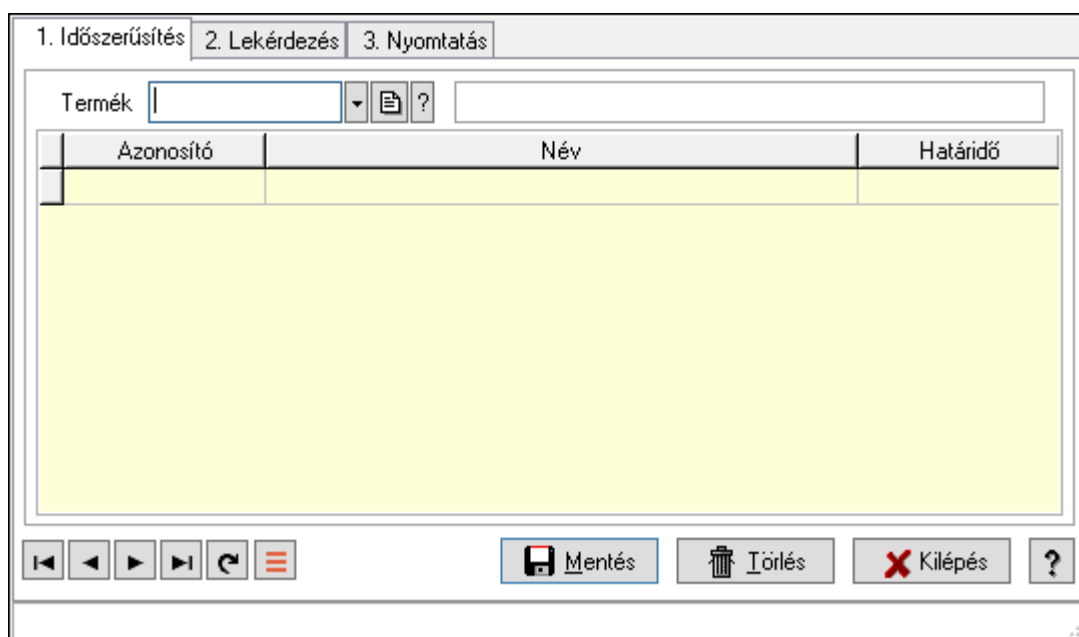 1. Időszerűsítés 2. Lekérdezés 3. Nyomtatás
Termék ?
Azonosító Név Határidő
Mentés Törlés Kilépés ?